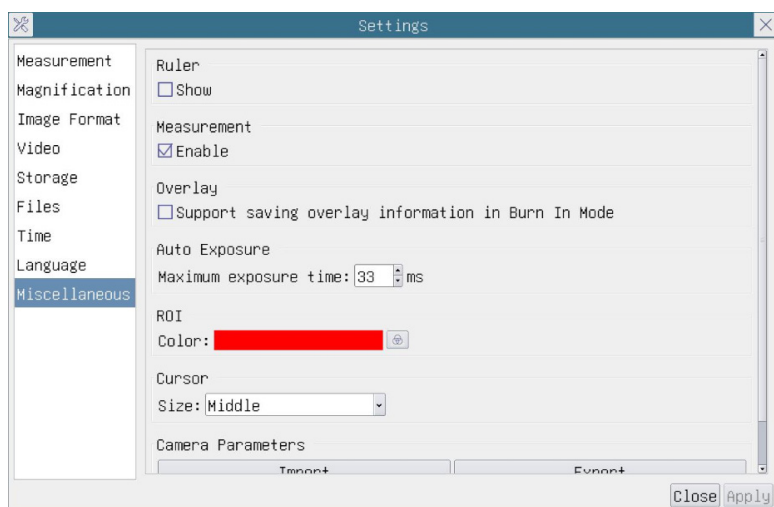 Settings
Measurement
Magnification
Image Format
Video
Storage
Files
Time
Language
Miscellaneous
Ruler
Show
Measurement
Enable
Overlay
Support saving overlay information in Burn In Mode
Auto Exposure
Maximum exposure time: 33 ms
ROI
Color:
Cursor
Size: Middle
Camera Parameters
Import Export
Close Apply